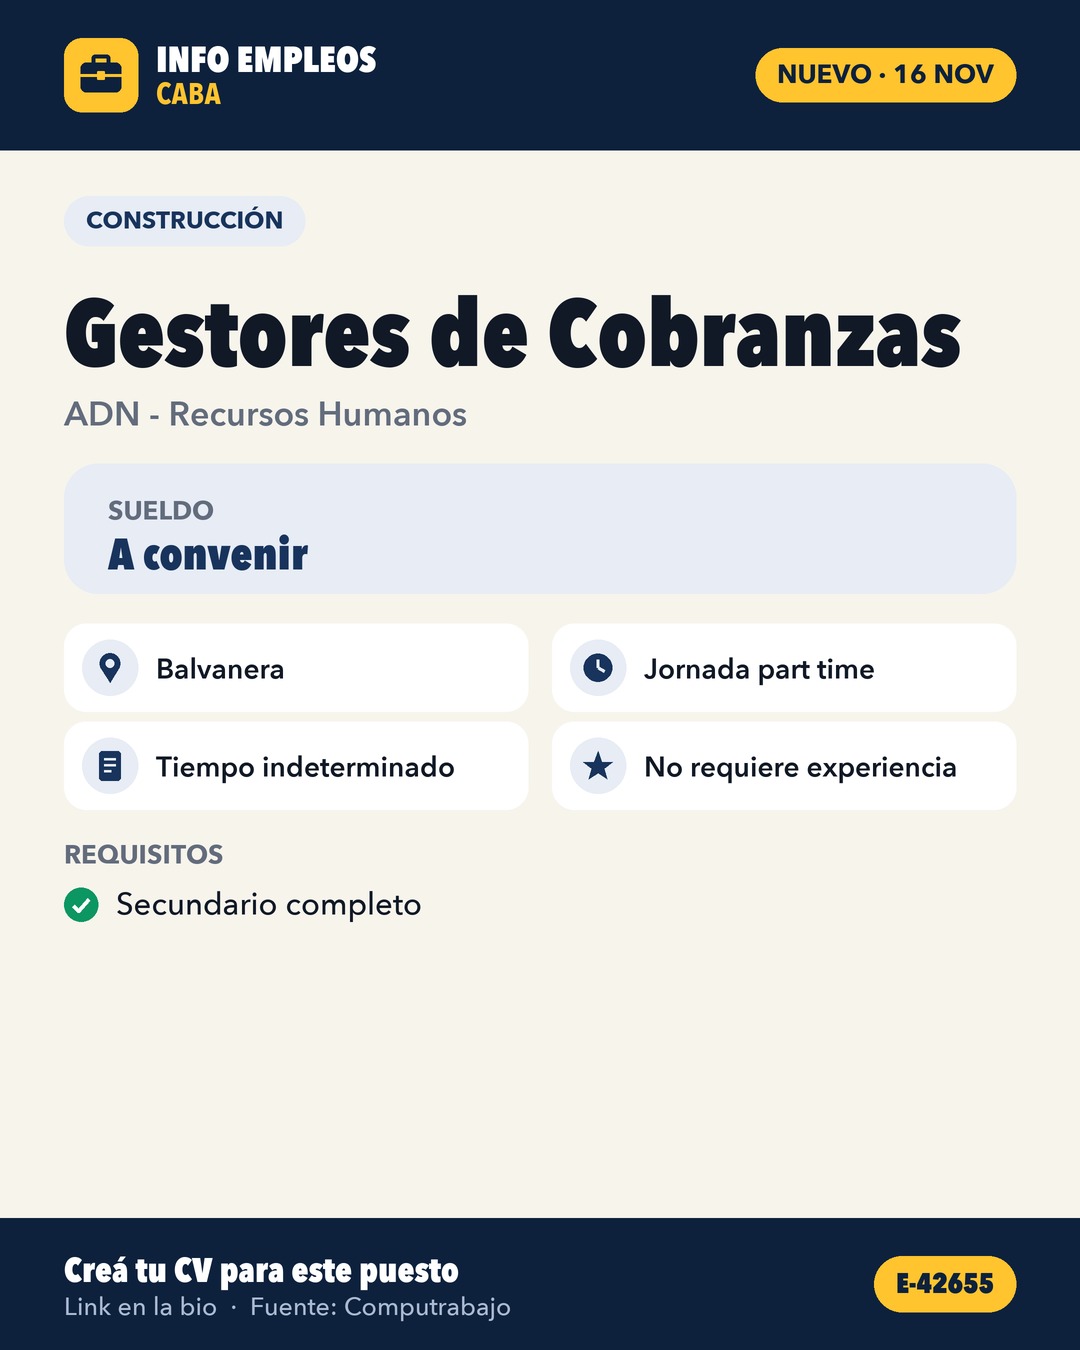 INFO EMPLEOS
CABA
NUEVO · 16 NOV
CONSTRUCCIÓN
Gestores de Cobranzas
ADN - Recursos Humanos
SUELDO
A convenir
Balvanera
Jornada part time
Tiempo indeterminado
No requiere experiencia
REQUISITOS
Secundario completo
Creá tu CV para este puesto
Link en la bio · Fuente: Computrabajo
E-42655